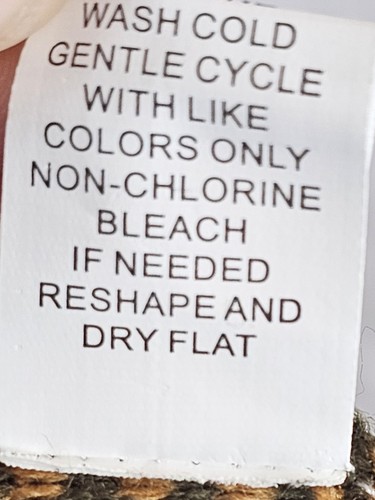 WASH COLD
GENTLE CYCLE
WITH LIKE
COLORS ONLY
NON-CHLORINE
BLEACH
IF NEEDED
RESHAPE AND
DRY FLAT